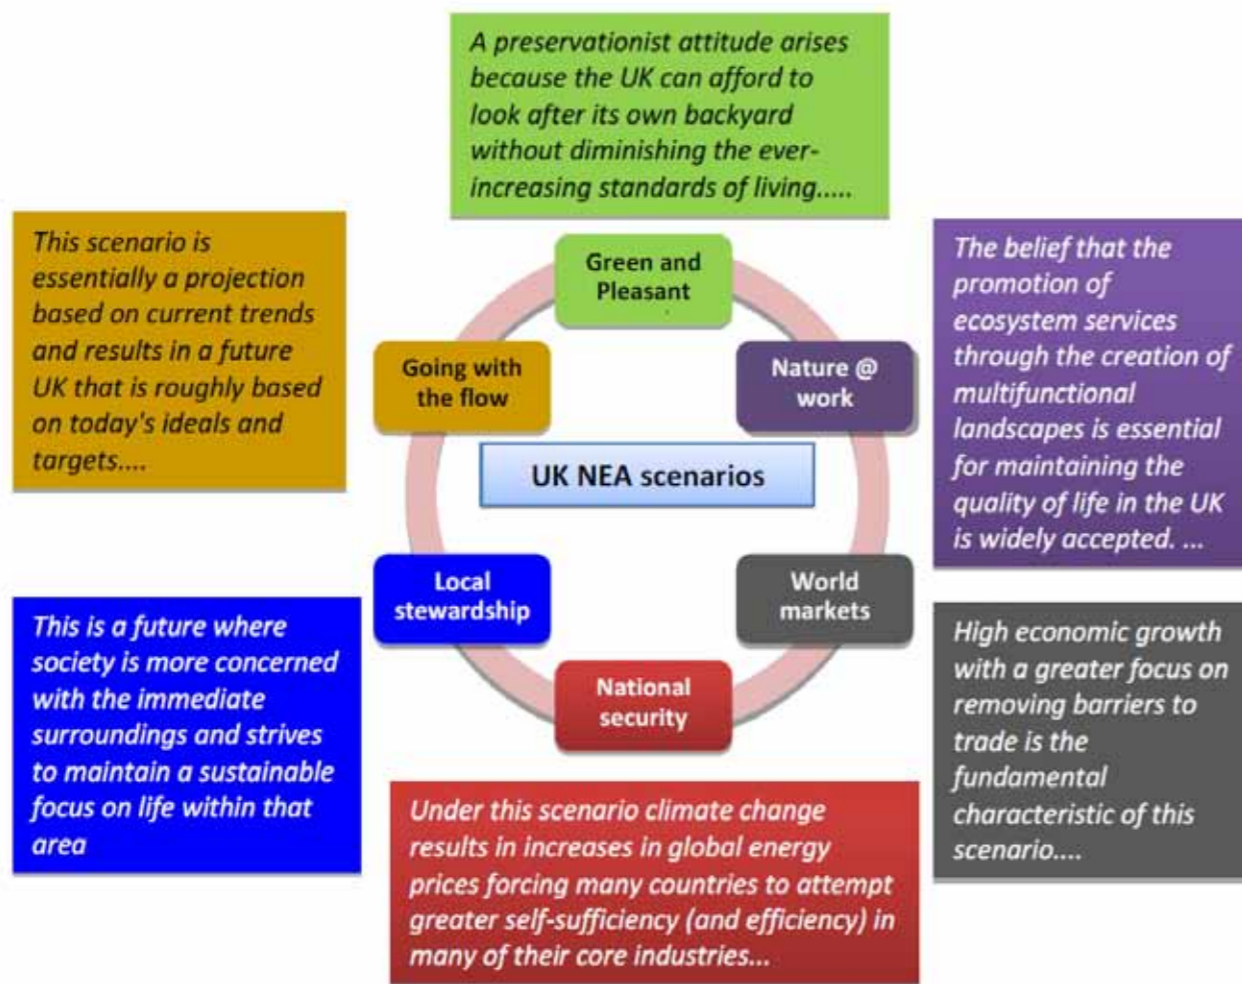 A preservationist attitude arises
because the UK can afford to
look after its own backyard
without diminishing the ever-
increasing standards of living.....
This scenario is
essentially a projection
based on current trends
and results in a future
UK that is roughly based
on today's ideals and
targets....
Green and
Pleasant
The belief that the
promotion of
ecosystem services
through the creation of
multifunctional
landscapes is essential
for maintaining the
quality of life in the UK
is widely accepted. ...
Going with
the flow
Nature @
work
UK NEA scenarios
Local
stewardship
World
markets
This is a future where
society is more concerned
with the immediate
surroundings and strives
to maintain a sustainable
focus on life within that
area
High economic growth
with a greater focus on
removing barriers to
trade is the
fundamental
characteristic of this
scenario....
National
security
Under this scenario climate change
results in increases in global energy
prices forcing many countries to attempt
greater self-sufficiency (and efficiency) in
many of their core industries...